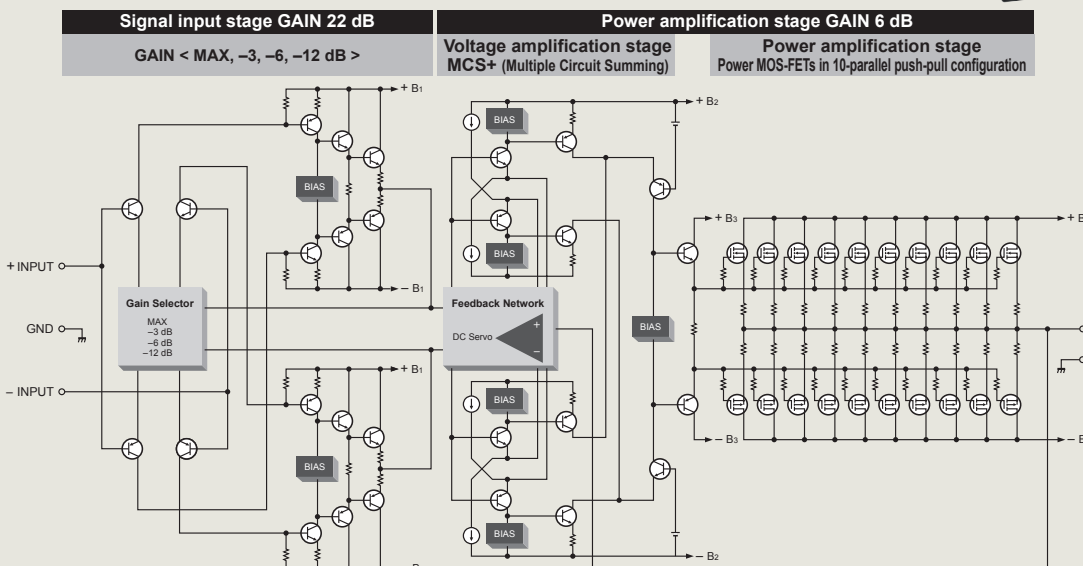 Signal input stage GAIN 22 dB
Power amplification stage GAIN 6 dB
GAIN < MAX, –3, –6, –12 dB >
Voltage amplification stage
MCS+ (Multiple Circuit Summing)
Power amplification stage
Power MOS-FETs in 10-parallel push-pull configuration
+ B1
+ B2
BIAS
BIAS
+ B3
+ B
BIAS
+ INPUT
– B1
Gain Selector
MAX
–3 dB
–6 dB
–12 dB
Feedback Network
DC Servo
+
–
BIAS
GND
+ B1
– INPUT
BIAS
– B3
– B
BIAS
BIAS
– B2